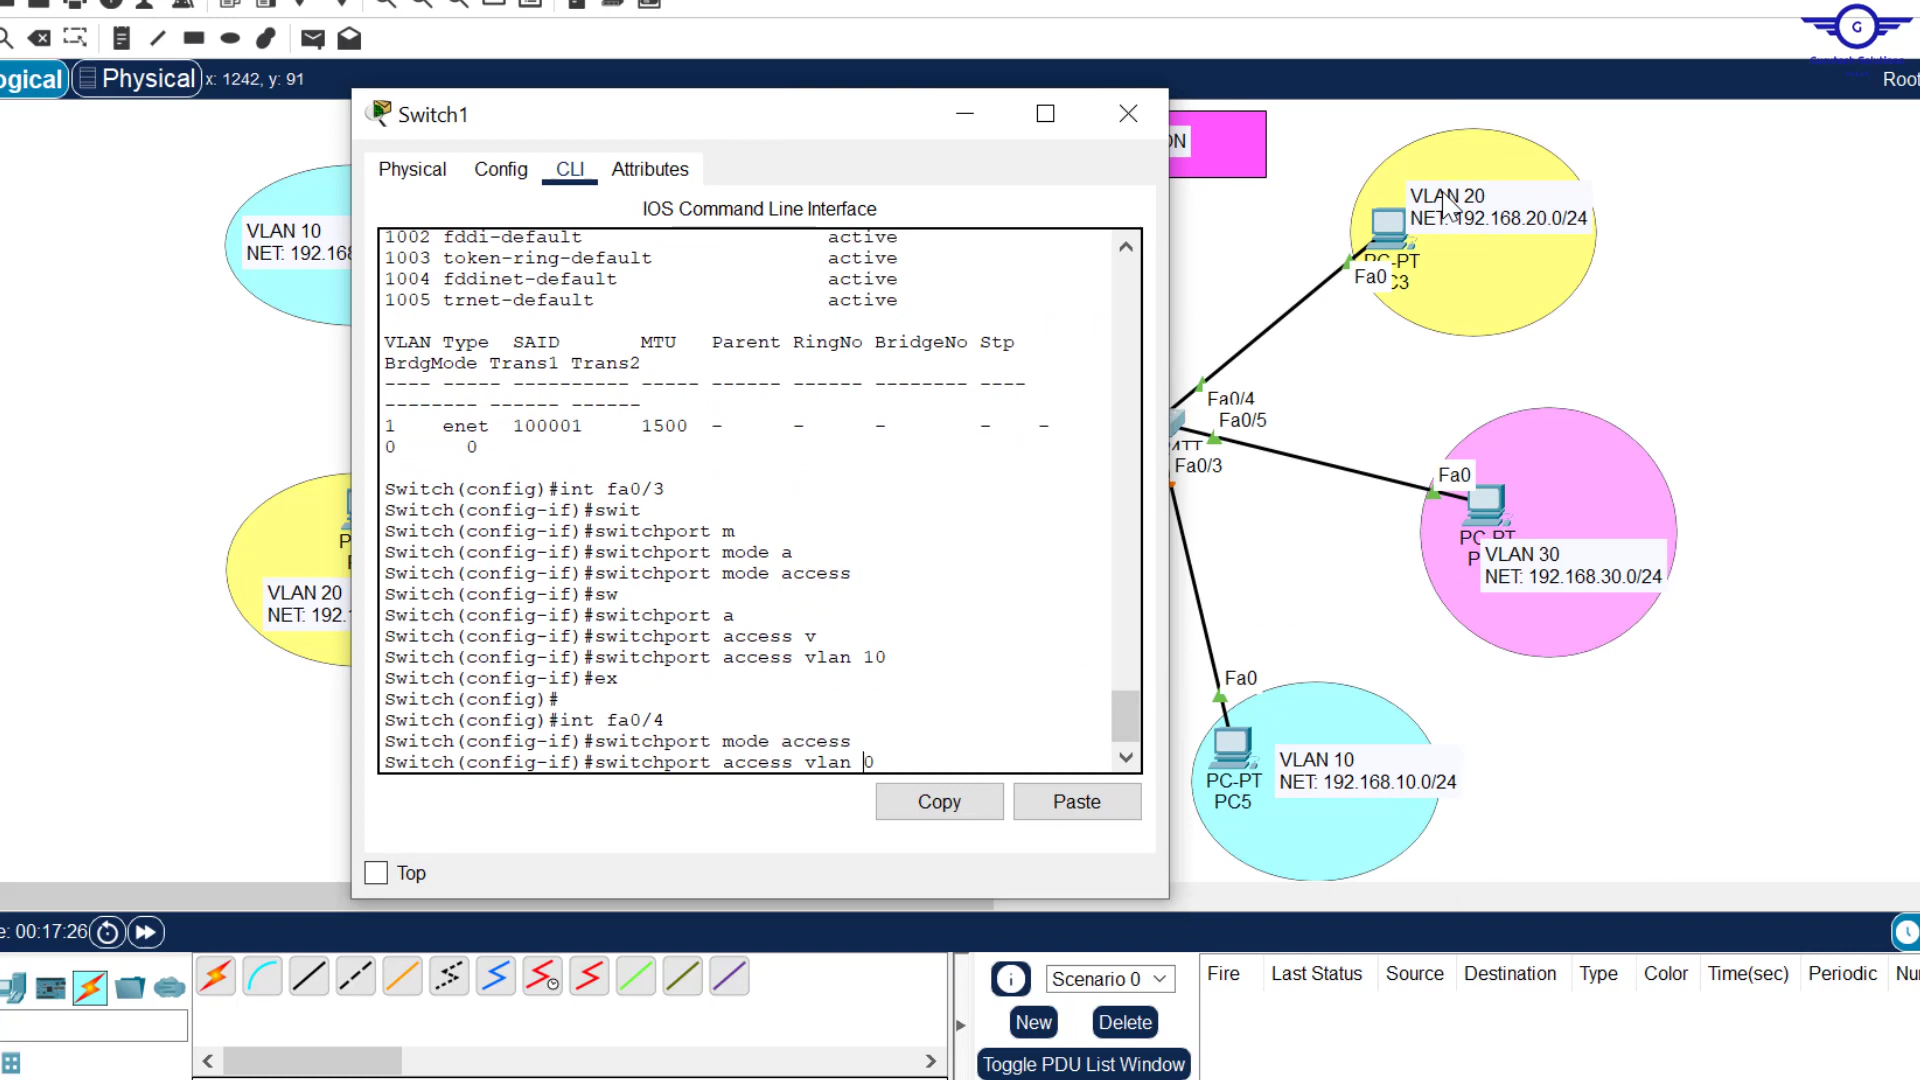 G
ogical
Physical
x: 1242, y: 91
Root
Switch1
Physical
Config
CLI
Attributes
IOS Command Line Interface
1002 fddi-default active
1003 token-ring-default active
1004 fddinet-default active
1005 trnet-default active
VLAN Type SAID MTU Parent RingNo BridgeNo Stp
BrdgMode Trans1 Trans2
---- ----- ---------- ----- ------ ------ -------- ----
-------- ------ ------
1 enet 100001 1500 - - - - -
0 0
Switch(config)#int fa0/3
Switch(config-if)#swit
Switch(config-if)#switchport m
Switch(config-if)#switchport mode a
Switch(config-if)#switchport mode access
Switch(config-if)#sw
Switch(config-if)#switchport a
Switch(config-if)#switchport access v
Switch(config-if)#switchport access vlan 10
Switch(config-if)#ex
Switch(config)#
Switch(config)#int fa0/4
Switch(config-if)#switchport mode access
Switch(config-if)#switchport access vlan 0
Copy
Paste
Top
VLAN 10
NET: 192.168
VLAN 20
NET: 192.1
P
ON
VLAN 20
NET: 192.168.20.0/24
PC-PT
C3
Fa0
Fa0/4
Fa0/5
Fa0/3
Fa0
PC-PT
P
VLAN 30
NET: 192.168.30.0/24
Fa0
PC-PT
PC5
VLAN 10
NET: 192.168.10.0/24
e: 00:17:26
Scenario 0
New
Delete
Toggle PDU List Window
Fire
Last Status
Source
Destination
Type
Color
Time(sec)
Periodic
Nu